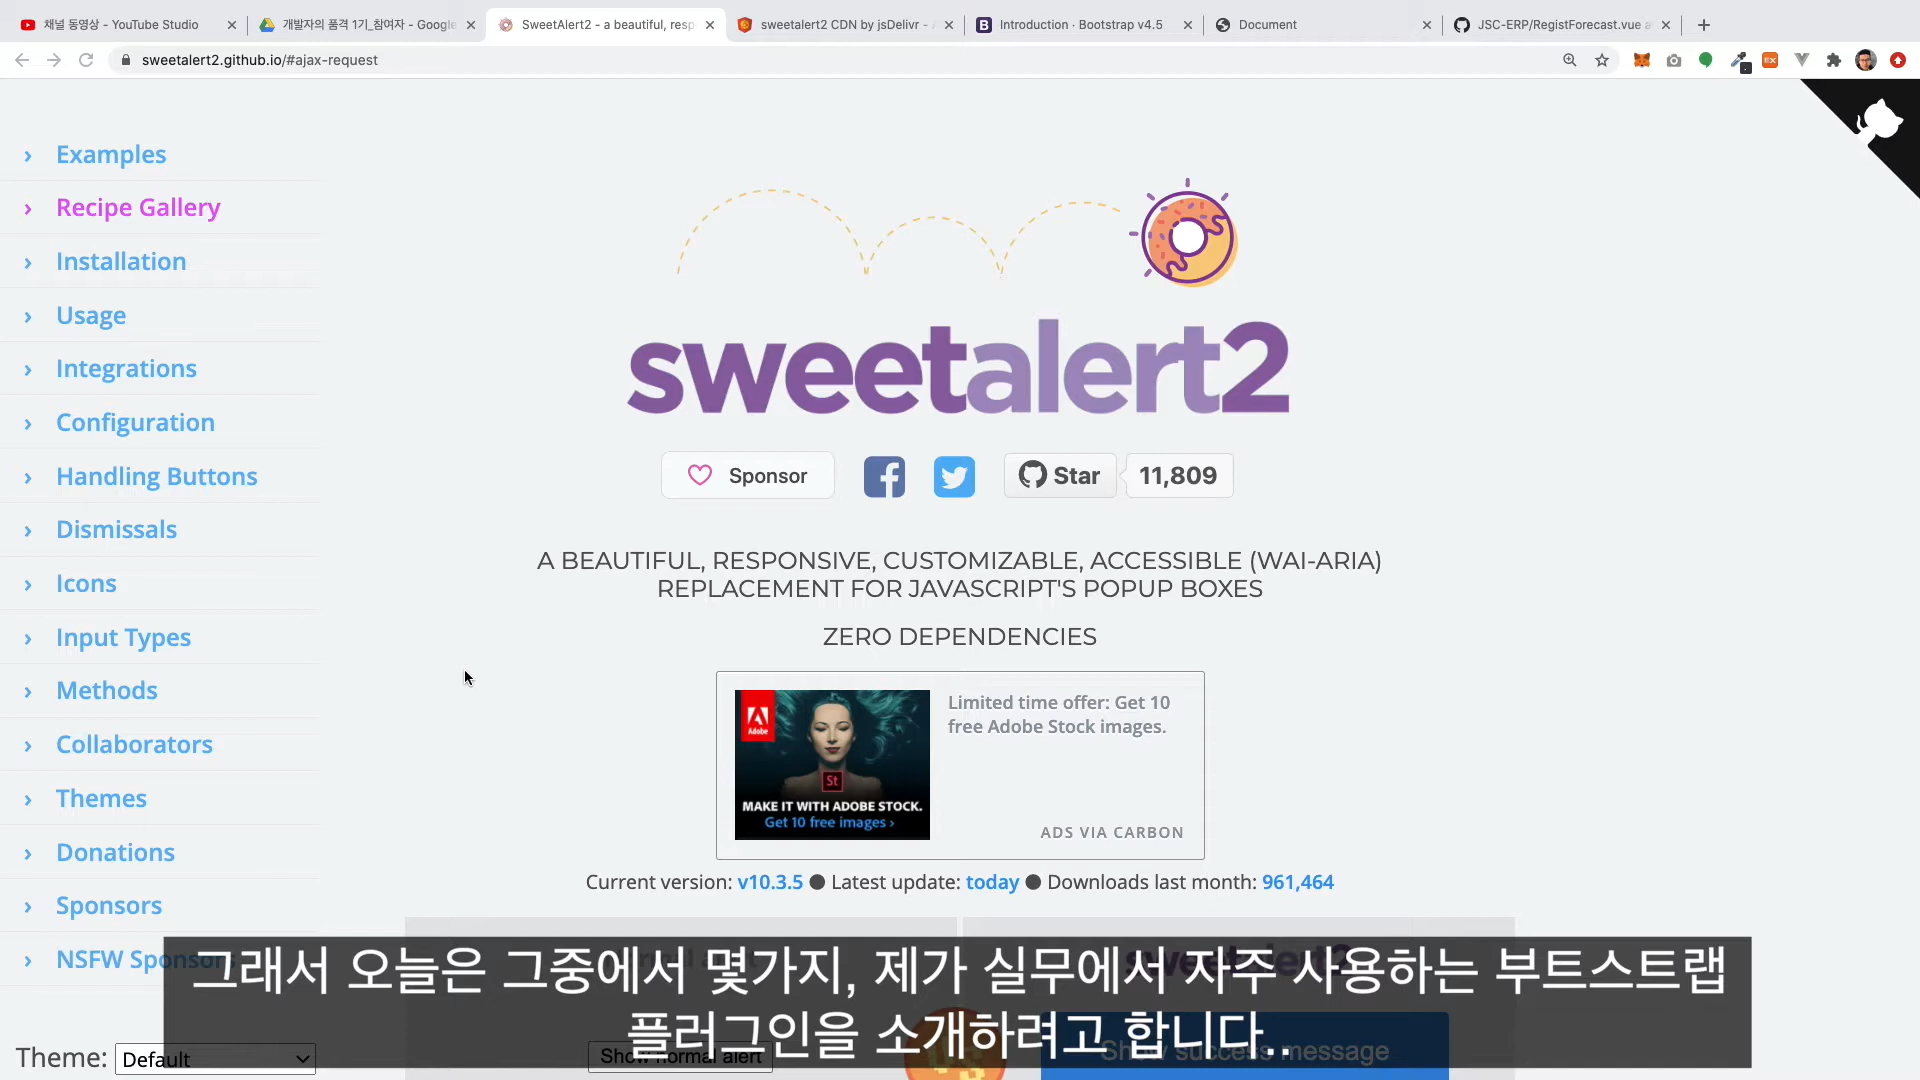 채널 동영상 - YouTube Studio
개발자의 품격 1기_참여자 - Google
SweetAlert2 - a beautiful, resp
sweetalert2 CDN by jsDelivr - A
Introduction · Bootstrap v4.5
Document
JSC-ERP/RegistForecast.vue a
sweetalert2.github.io/#ajax-request
Examples
Recipe Gallery
Installation
Usage
Integrations
Configuration
Handling Buttons
Dismissals
Icons
Input Types
Methods
Collaborators
Themes
Donations
Sponsors
NSFW Sponsors
Theme: Default
sweetalert2
Sponsor
Star
11,809
A BEAUTIFUL, RESPONSIVE, CUSTOMIZABLE, ACCESSIBLE (WAI-ARIA)
REPLACEMENT FOR JAVASCRIPT'S POPUP BOXES
ZERO DEPENDENCIES
Adobe
St
MAKE IT WITH ADOBE STOCK.
Get 10 free images ›
Limited time offer: Get 10
free Adobe Stock images.
ADS VIA CARBON
Current version: v10.3.5 ● Latest update: today ● Downloads last month: 961,464
Show normal alert
Show success message
그래서 오늘은 그중에서 몇가지, 제가 실무에서 자주 사용하는 부트스트랩
플러그인을 소개하려고 합니다..